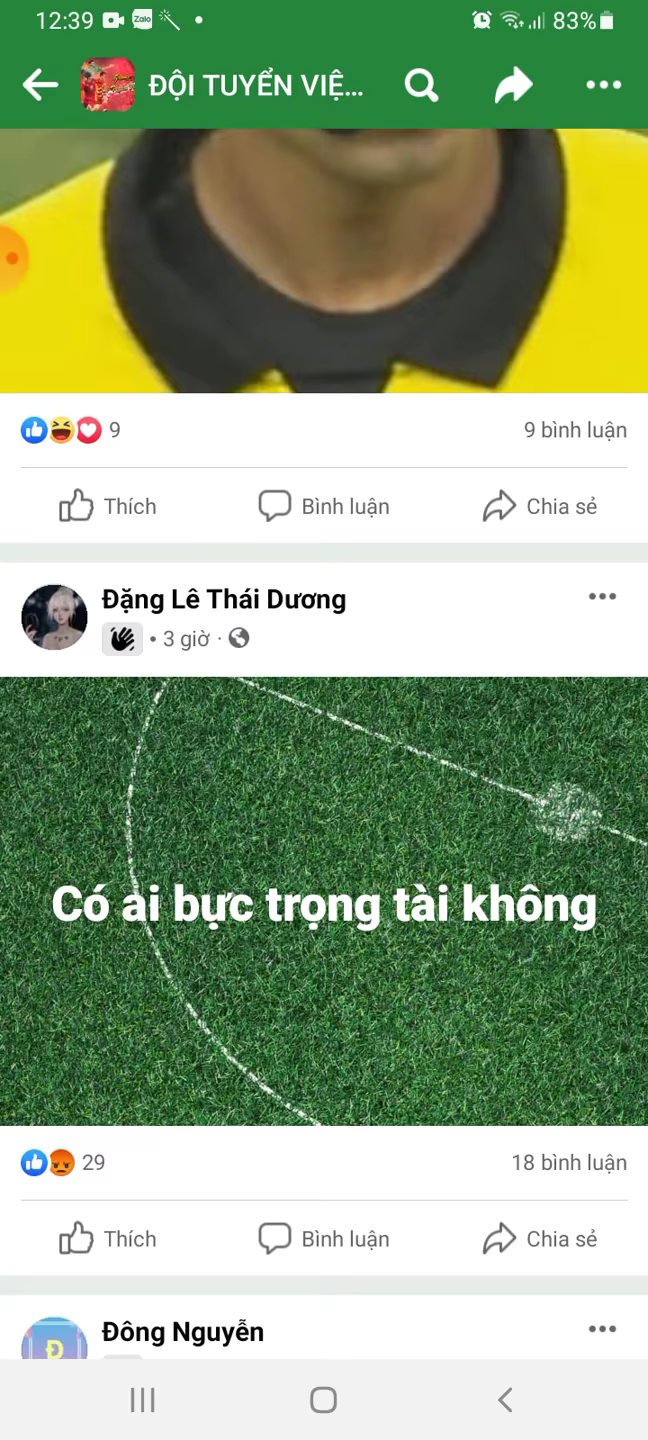 12:39 Zalo 83%
ĐỘI TUYỂN VIỆ...
9 9 bình luận
Thích Bình luận Chia sẻ
Đặng Lê Thái Dương
• 3 giờ ·
Có ai bực trọng tài không
29 18 bình luận
Thích Bình luận Chia sẻ
Đông Nguyễn
Đ